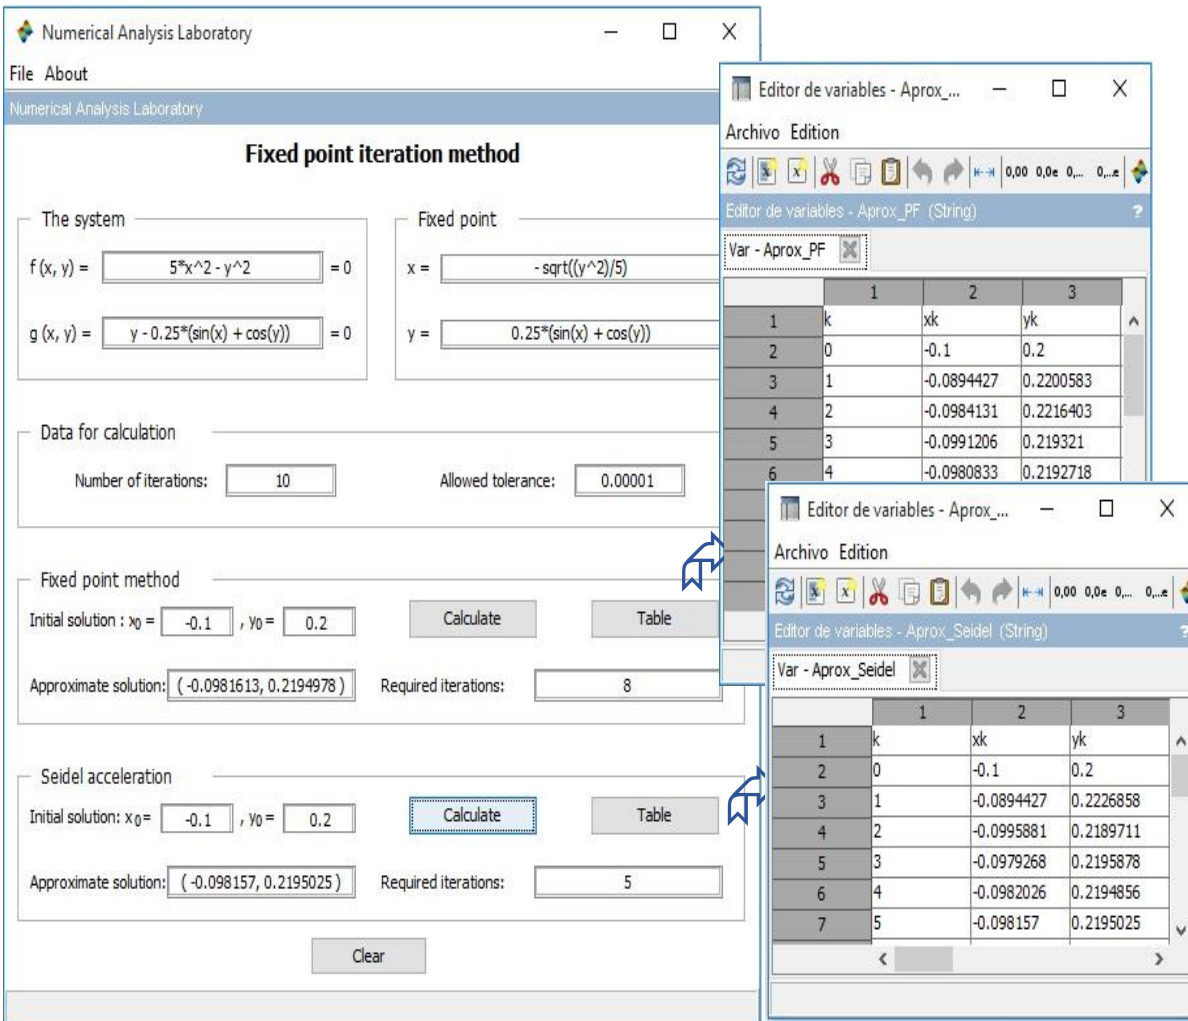 Numerical Analysis Laboratory
File About
Numerical Analysis Laboratory
Fixed point iteration method
The system
f (x, y) = 5*x^2 - y^2 = 0
g (x, y) = y - 0.25*(sin(x) + cos(y)) = 0
Fixed point
x = - sqrt((y^2)/5)
y = 0.25*(sin(x) + cos(y))
Data for calculation
Number of iterations: 10 Allowed tolerance: 0.00001
Fixed point method
Initial solution : x0 = -0.1 , y0 = 0.2 Calculate Table
Approximate solution: ( -0.0981613, 0.2194978 ) Required iterations: 8
Seidel acceleration
Initial solution: x0= -0.1 , y0= 0.2 Calculate Table
Approximate solution: ( -0.098157, 0.2195025 ) Required iterations: 5
Clear
Editor de variables - Aprox_...
Archivo Edition
0,00 0,0e 0,... 0,...e
Editor de variables - Aprox_PF (String) ?
Var - Aprox_PF
1 2 3
1 k xk yk
2 0 -0.1 0.2
3 1 -0.0894427 0.2200583
4 2 -0.0984131 0.2216403
5 3 -0.0991206 0.219321
6 4 -0.0980833 0.2192718
Editor de variables - Aprox_...
Archivo Edition
0,00 0,0e 0,... 0,...e
Editor de variables - Aprox_Seidel (String) ?
Var - Aprox_Seidel
1 2 3
1 k xk yk
2 0 -0.1 0.2
3 1 -0.0894427 0.2226858
4 2 -0.0995881 0.2189711
5 3 -0.0979268 0.2195878
6 4 -0.0982026 0.2194856
7 5 -0.098157 0.2195025